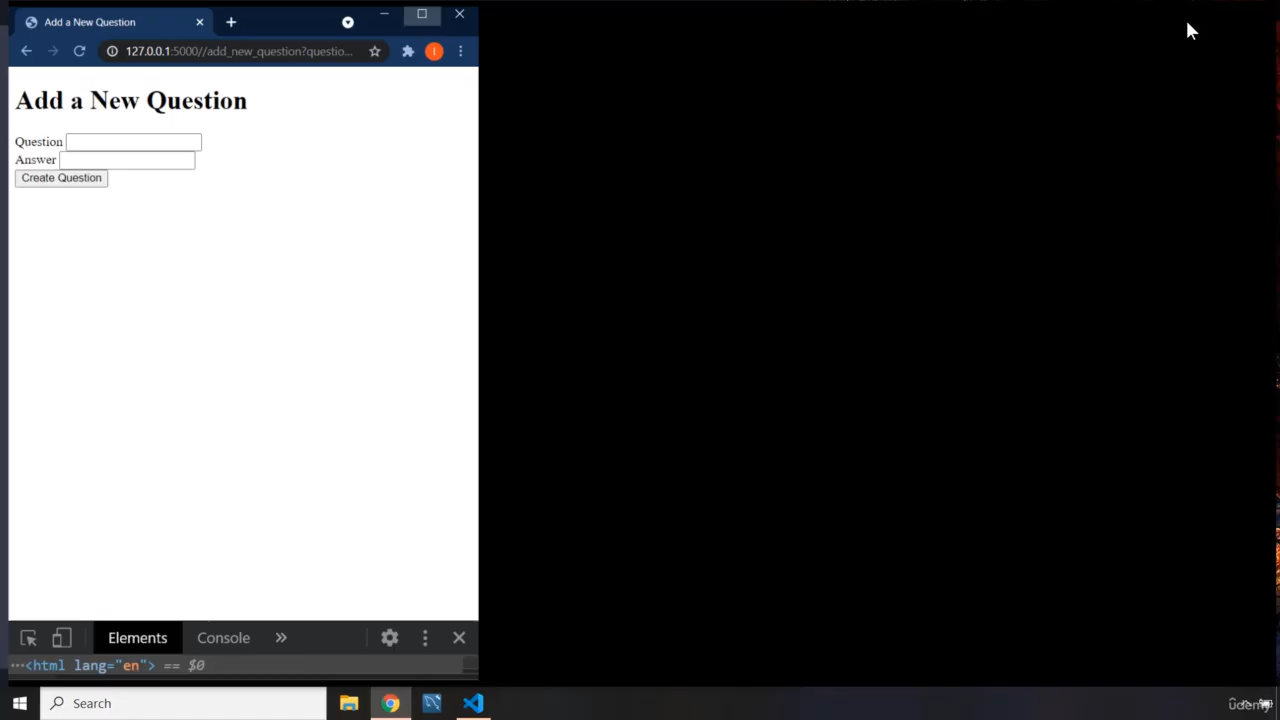 Add a New Question
127.0.0.1:5000//add_new_question?questio...
Add a New Question
Question
Answer
Create Question
Elements
Console
<html lang="en"> == $0
Search
udemy